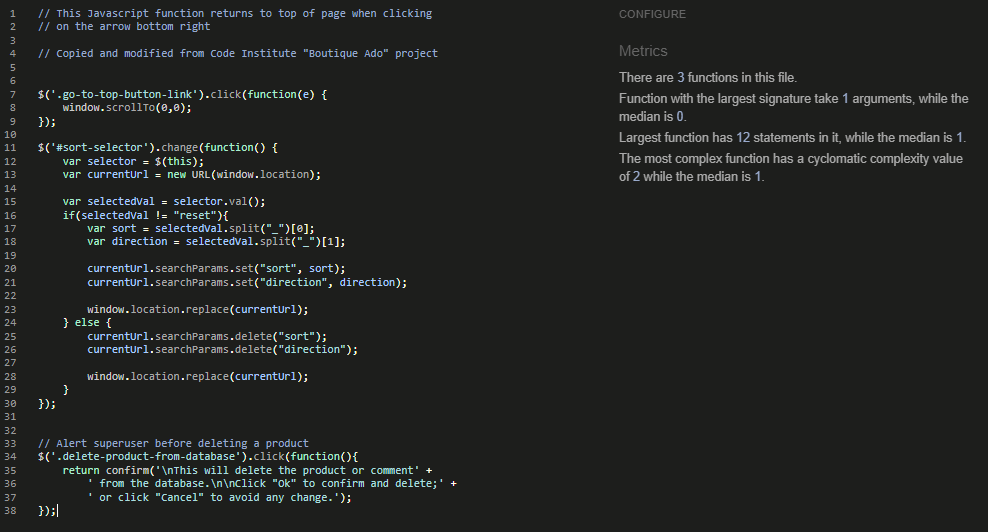 1 // This Javascript function returns to top of page when clicking
2 // on the arrow bottom right
3
4 // Copied and modified from Code Institute "Boutique Ado" project
5
6
7 $('.go-to-top-button-link').click(function(e) {
8     window.scrollTo(0,0);
9 });
10
11 $('#sort-selector').change(function() {
12     var selector = $(this);
13     var currentUrl = new URL(window.location);
14
15     var selectedVal = selector.val();
16     if(selectedVal != "reset"){
17         var sort = selectedVal.split("_")[0];
18         var direction = selectedVal.split("_")[1];
19
20         currentUrl.searchParams.set("sort", sort);
21         currentUrl.searchParams.set("direction", direction);
22
23         window.location.replace(currentUrl);
24     } else {
25         currentUrl.searchParams.delete("sort");
26         currentUrl.searchParams.delete("direction");
27
28         window.location.replace(currentUrl);
29     }
30 });
31
32
33 // Alert superuser before deleting a product
34 $('.delete-product-from-database').click(function(){
35     return confirm('\nThis will delete the product or comment' +
36         ' from the database.\n\nClick "Ok" to confirm and delete;' +
37         ' or click "Cancel" to avoid any change.');
38 });
CONFIGURE
Metrics
There are 3 functions in this file.
Function with the largest signature take 1 arguments, while the
median is 0.
Largest function has 12 statements in it, while the median is 1.
The most complex function has a cyclomatic complexity value
of 2 while the median is 1.